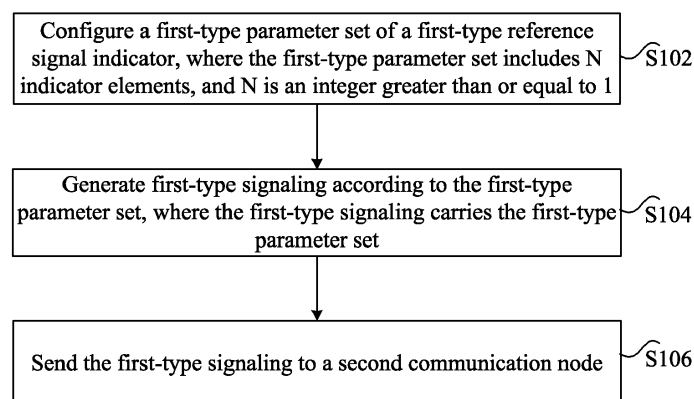 Configure a first-type parameter set of a first-type reference
signal indicator, where the first-type parameter set includes N
indicator elements, and N is an integer greater than or equal to 1
S102
Generate first-type signaling according to the first-type
parameter set, where the first-type signaling carries the first-type
parameter set
S104
Send the first-type signaling to a second communication node
S106